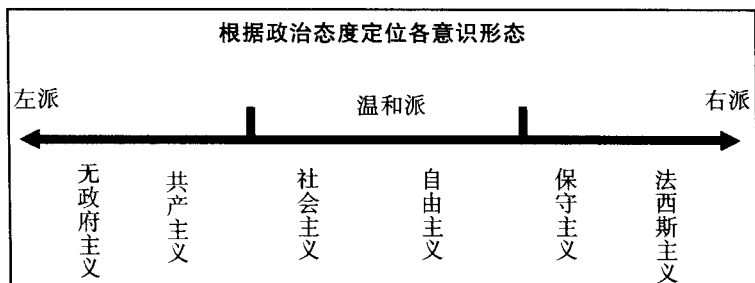 根据政治态度定位各意识形态
左派
温和派
右派
无政府主义
共产主义
社会主义
自由主义
保守主义
法西斯主义